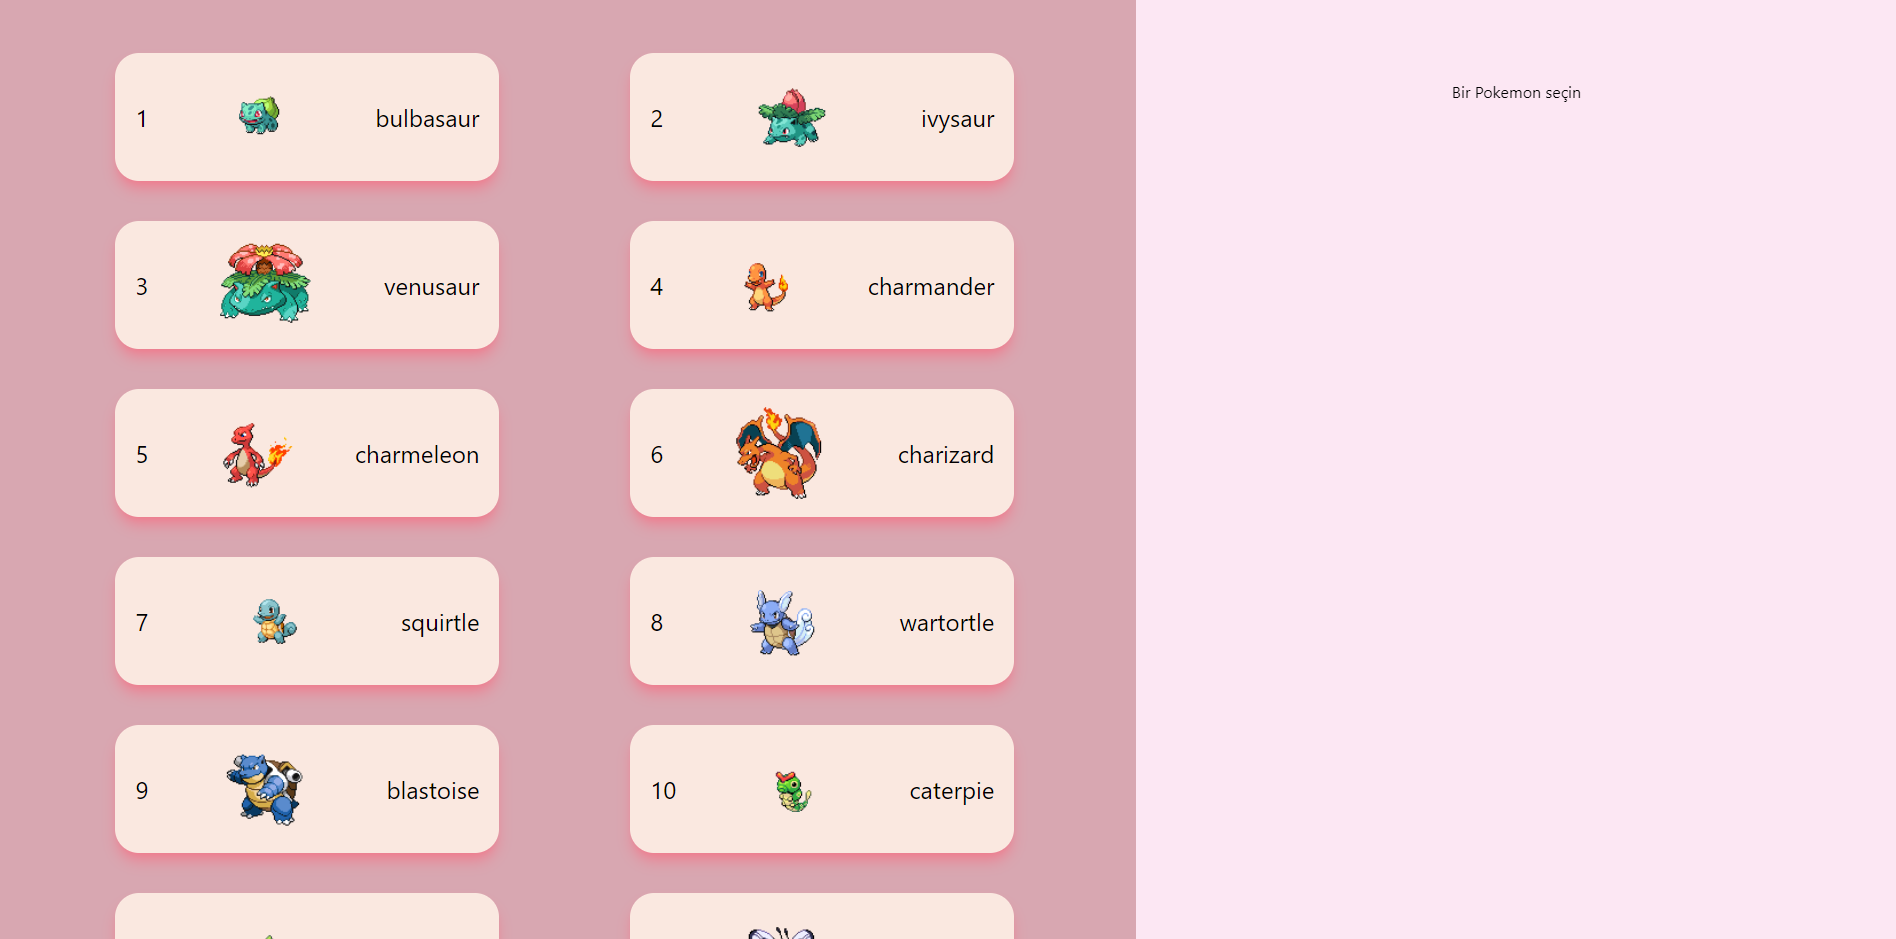 1 bulbasaur
2 ivysaur
3 venusaur
4 charmander
5 charmeleon
6 charizard
7 squirtle
8 wartortle
9 blastoise
10 caterpie
Bir Pokemon seçin